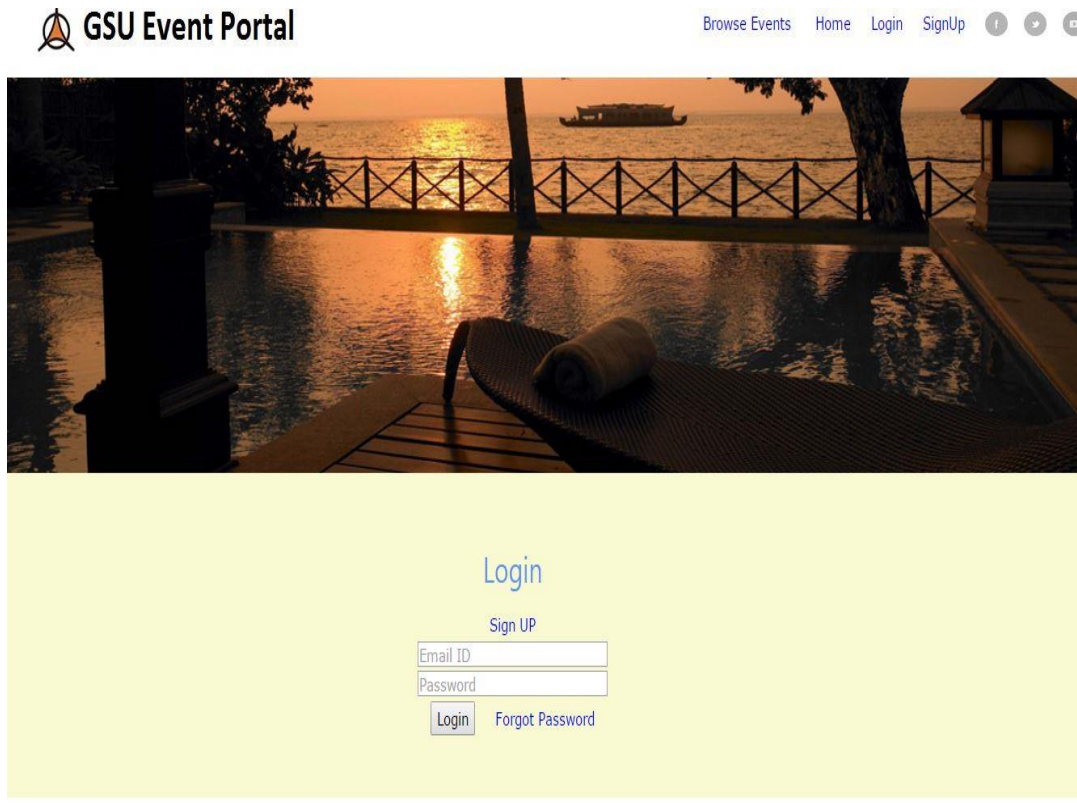 GSU Event Portal
Browse Events Home Login SignUp
Login
Sign UP
Email ID
Password
Login Forgot Password